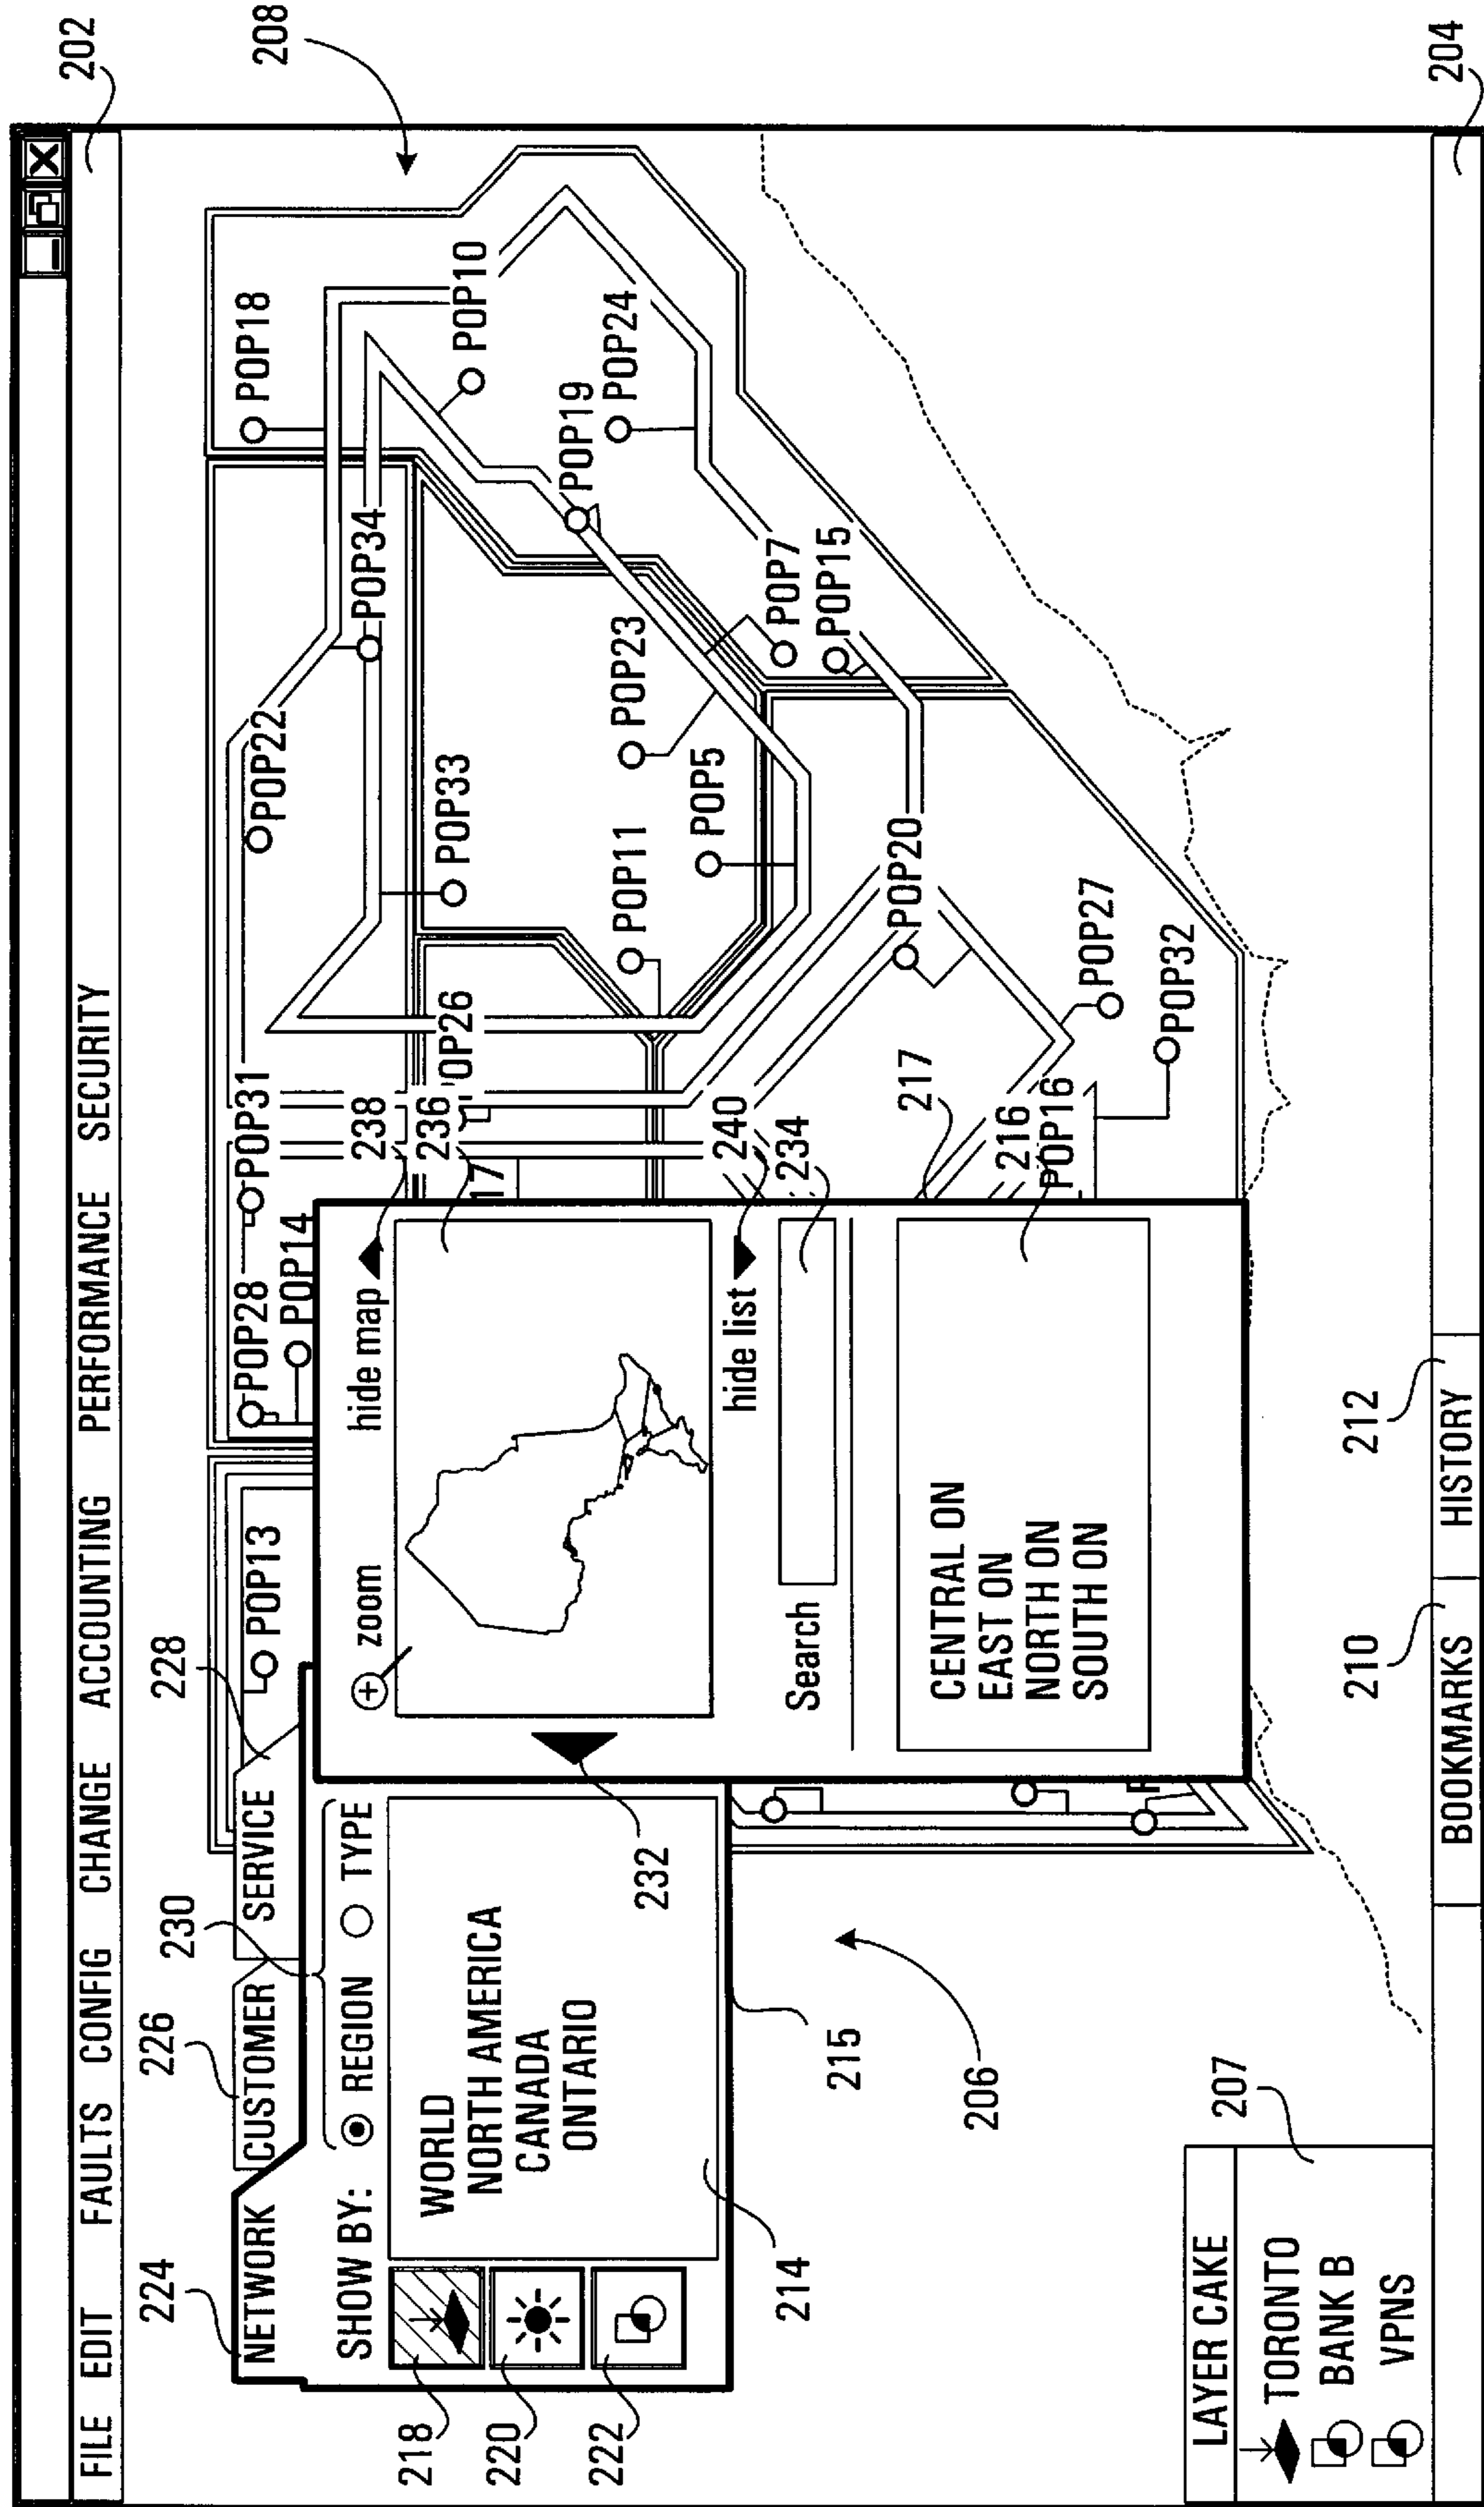 202
208
FILE EDIT FAULTS CONFIG CHANGE ACCOUNTING PERFORMANCE SECURITY
224
226
230
228
NETWORK
CUSTOMER
SERVICE
POP13
POP28
POP14
POP31
POP22
POP18
SHOW BY:
REGION
TYPE
zoom
hide map
238
236
OP26
17
POP33
POP34
POP10
POP19
POP24
POP23
POP11
POP5
POP7
POP15
POP20
POP27
POP32
POP16
WORLD
NORTH AMERICA
CANADA
ONTARIO
218
220
222
214
232
215
206
hide list
240
234
217
216
Search
CENTRAL ON
EAST ON
NORTH ON
SOUTH ON
207
LAYER CAKE
TORONTO
BANK B
VPNS
210
212
BOOKMARKS
HISTORY
204